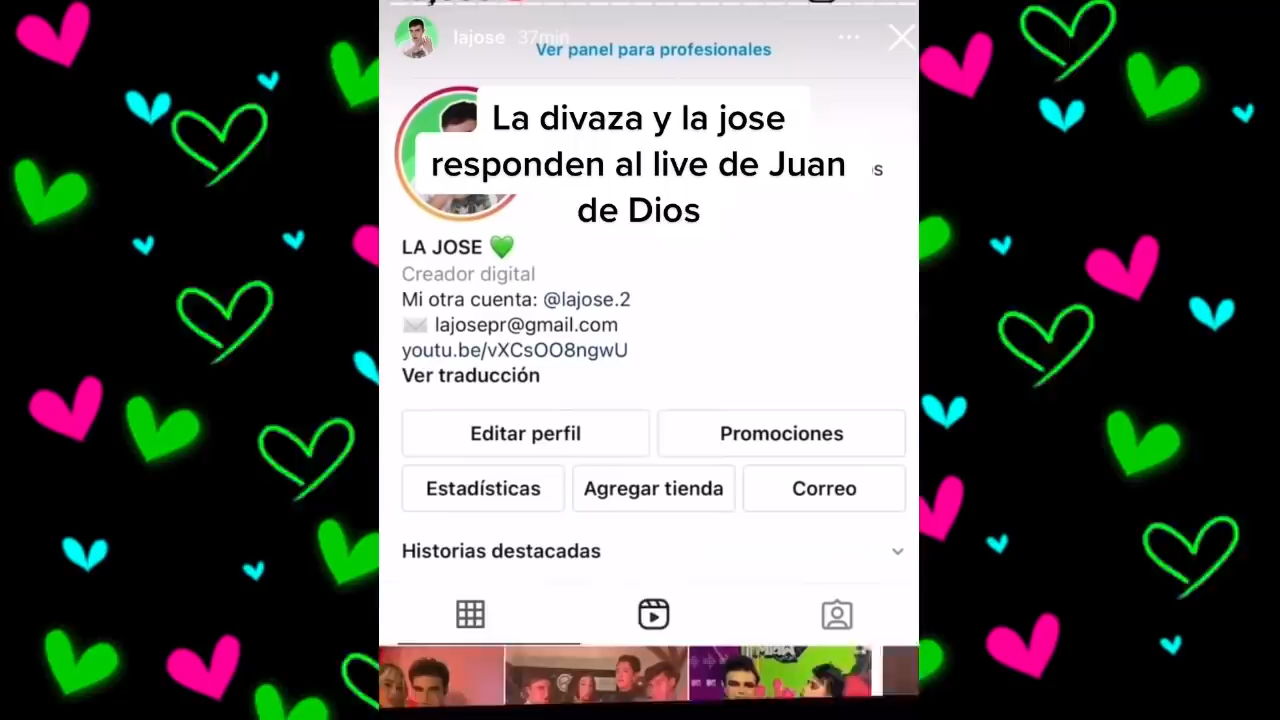 lajose 37min
Ver panel para profesionales
La divaza y la jose
responden al live de Juan
de Dios
LA JOSE 💚
Creador digital
Mi otra cuenta: @lajose.2
✉️ lajosepr@gmail.com
youtu.be/vXCsOO8ngwU
Ver traducción
Editar perfil
Promociones
Estadísticas
Agregar tienda
Correo
Historias destacadas